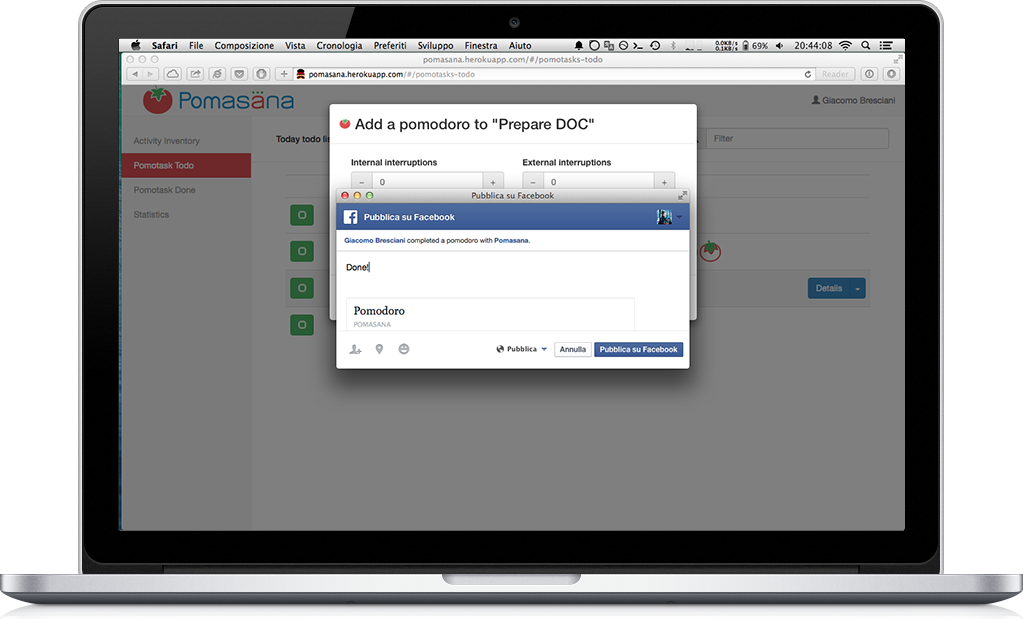 Safari File Composizione Vista Cronologia Preferiti Sviluppo Finestra Aiuto 0.0KB/s 0.1KB/s 69% 20:44:08
pomasana.herokuapp.com/#/pomotasks-todo
pomasana.herokuapp.com/#/pomotasks-todo Reader
Pomasäna Giacomo Bresciani
Add a pomodoro to "Prepare DOC"
Activity Inventory Today todo lis Filter
Pomotask Todo Internal interruptions External interruptions
Pomotask Done − 0 + − 0 +
Pubblica su Facebook
Statistics Pubblica su Facebook
Giacomo Bresciani completed a pomodoro with Pomasana.
Done!
Details
Pomodoro
POMASANA
Pubblica Annulla Pubblica su Facebook